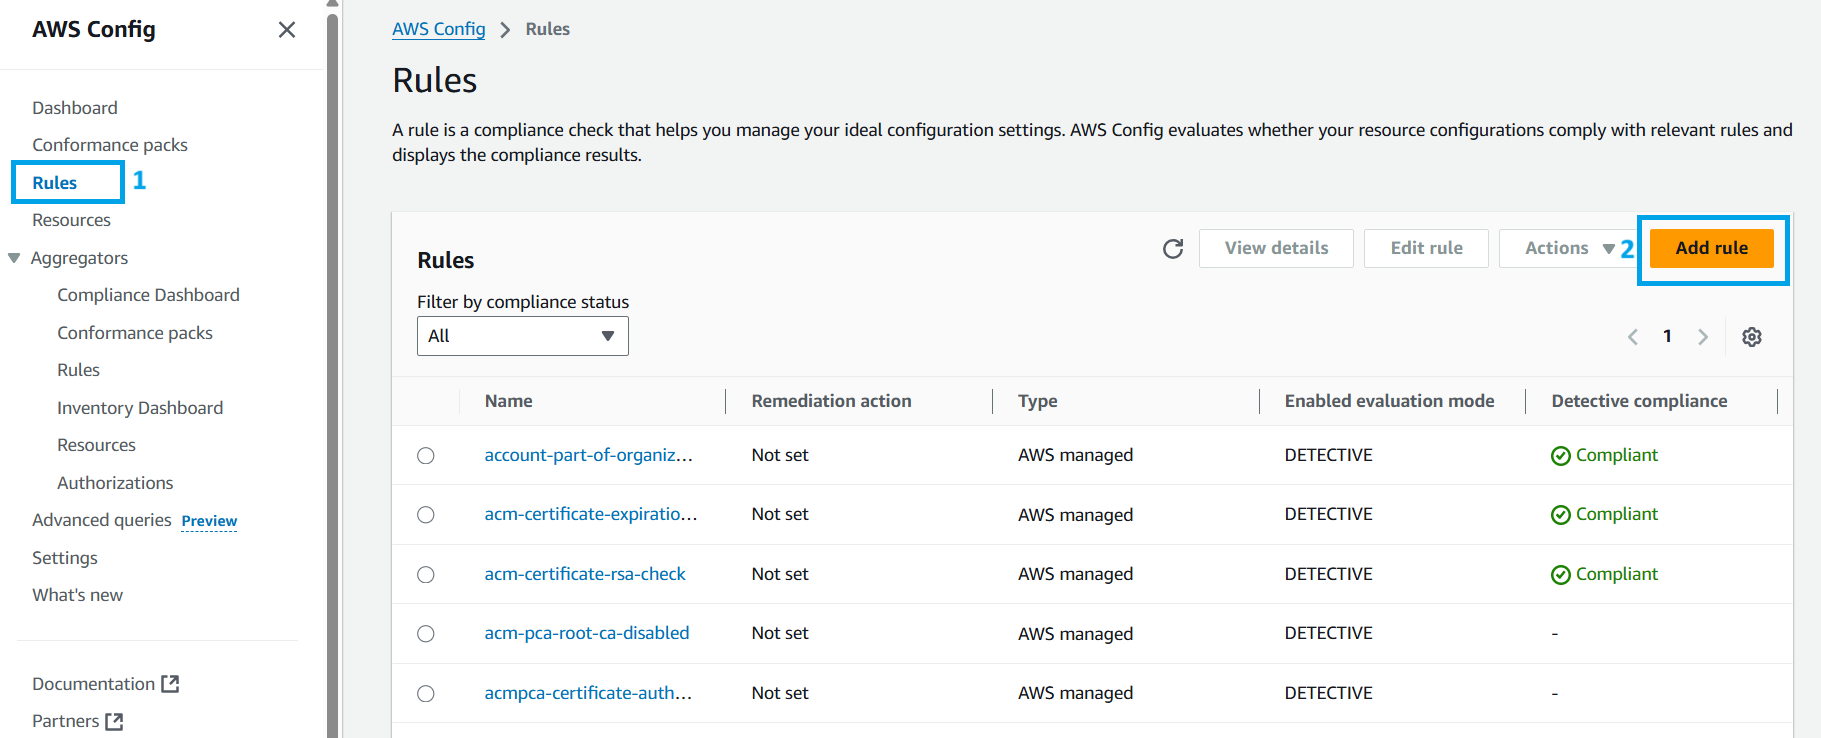 AWS Config
Dashboard
Conformance packs
Rules 1
Resources
Aggregators
Compliance Dashboard
Conformance packs
Rules
Inventory Dashboard
Resources
Authorizations
Advanced queries Preview
Settings
What's new
Documentation
Partners
AWS Config > Rules
Rules
A rule is a compliance check that helps you manage your ideal configuration settings. AWS Config evaluates whether your resource configurations comply with relevant rules and
displays the compliance results.
Rules
View details Edit rule Actions 2 Add rule
Filter by compliance status
All
1
Name Remediation action Type Enabled evaluation mode Detective compliance
account-part-of-organiz... Not set AWS managed DETECTIVE Compliant
acm-certificate-expiratio... Not set AWS managed DETECTIVE Compliant
acm-certificate-rsa-check Not set AWS managed DETECTIVE Compliant
acm-pca-root-ca-disabled Not set AWS managed DETECTIVE -
acmpca-certificate-auth... Not set AWS managed DETECTIVE -